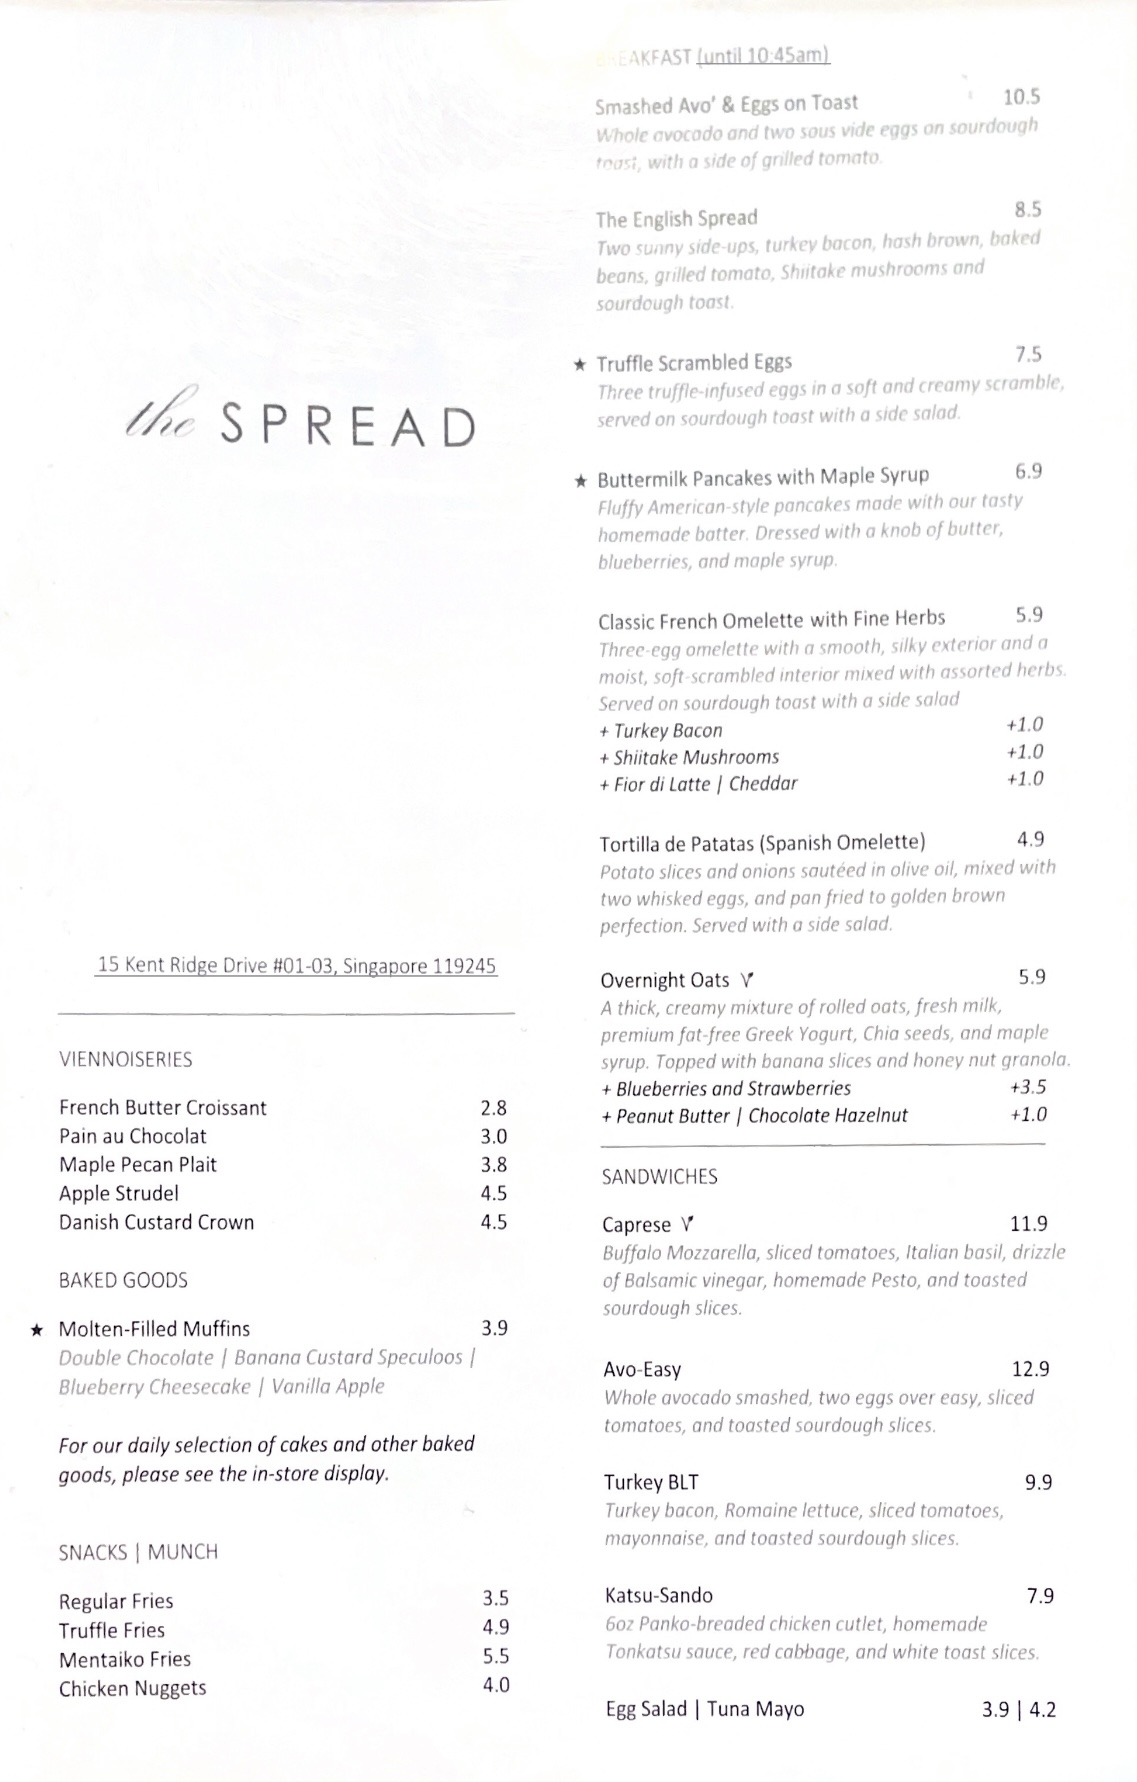 the SPREAD
15 Kent Ridge Drive #01-03, Singapore 119245
VIENNOISERIES
French Butter Croissant 2.8
Pain au Chocolat 3.0
Maple Pecan Plait 3.8
Apple Strudel 4.5
Danish Custard Crown 4.5
BAKED GOODS
★ Molten-Filled Muffins 3.9
Double Chocolate | Banana Custard Speculoos |
Blueberry Cheesecake | Vanilla Apple
For our daily selection of cakes and other baked
goods, please see the in-store display.
SNACKS | MUNCH
Regular Fries 3.5
Truffle Fries 4.9
Mentaiko Fries 5.5
Chicken Nuggets 4.0
BREAKFAST (until 10:45am)
Smashed Avo' & Eggs on Toast 10.5
Whole avocado and two sous vide eggs on sourdough
toast, with a side of grilled tomato.
The English Spread 8.5
Two sunny side-ups, turkey bacon, hash brown, baked
beans, grilled tomato, Shiitake mushrooms and
sourdough toast.
★ Truffle Scrambled Eggs 7.5
Three truffle-infused eggs in a soft and creamy scramble,
served on sourdough toast with a side salad.
★ Buttermilk Pancakes with Maple Syrup 6.9
Fluffy American-style pancakes made with our tasty
homemade batter. Dressed with a knob of butter,
blueberries, and maple syrup.
Classic French Omelette with Fine Herbs 5.9
Three-egg omelette with a smooth, silky exterior and a
moist, soft-scrambled interior mixed with assorted herbs.
Served on sourdough toast with a side salad
+ Turkey Bacon +1.0
+ Shiitake Mushrooms +1.0
+ Fior di Latte | Cheddar +1.0
Tortilla de Patatas (Spanish Omelette) 4.9
Potato slices and onions sautéed in olive oil, mixed with
two whisked eggs, and pan fried to golden brown
perfection. Served with a side salad.
Overnight Oats V 5.9
A thick, creamy mixture of rolled oats, fresh milk,
premium fat-free Greek Yogurt, Chia seeds, and maple
syrup. Topped with banana slices and honey nut granola.
+ Blueberries and Strawberries +3.5
+ Peanut Butter | Chocolate Hazelnut +1.0
SANDWICHES
Caprese V 11.9
Buffalo Mozzarella, sliced tomatoes, Italian basil, drizzle
of Balsamic vinegar, homemade Pesto, and toasted
sourdough slices.
Avo-Easy 12.9
Whole avocado smashed, two eggs over easy, sliced
tomatoes, and toasted sourdough slices.
Turkey BLT 9.9
Turkey bacon, Romaine lettuce, sliced tomatoes,
mayonnaise, and toasted sourdough slices.
Katsu-Sando 7.9
6oz Panko-breaded chicken cutlet, homemade
Tonkatsu sauce, red cabbage, and white toast slices.
Egg Salad | Tuna Mayo 3.9 | 4.2